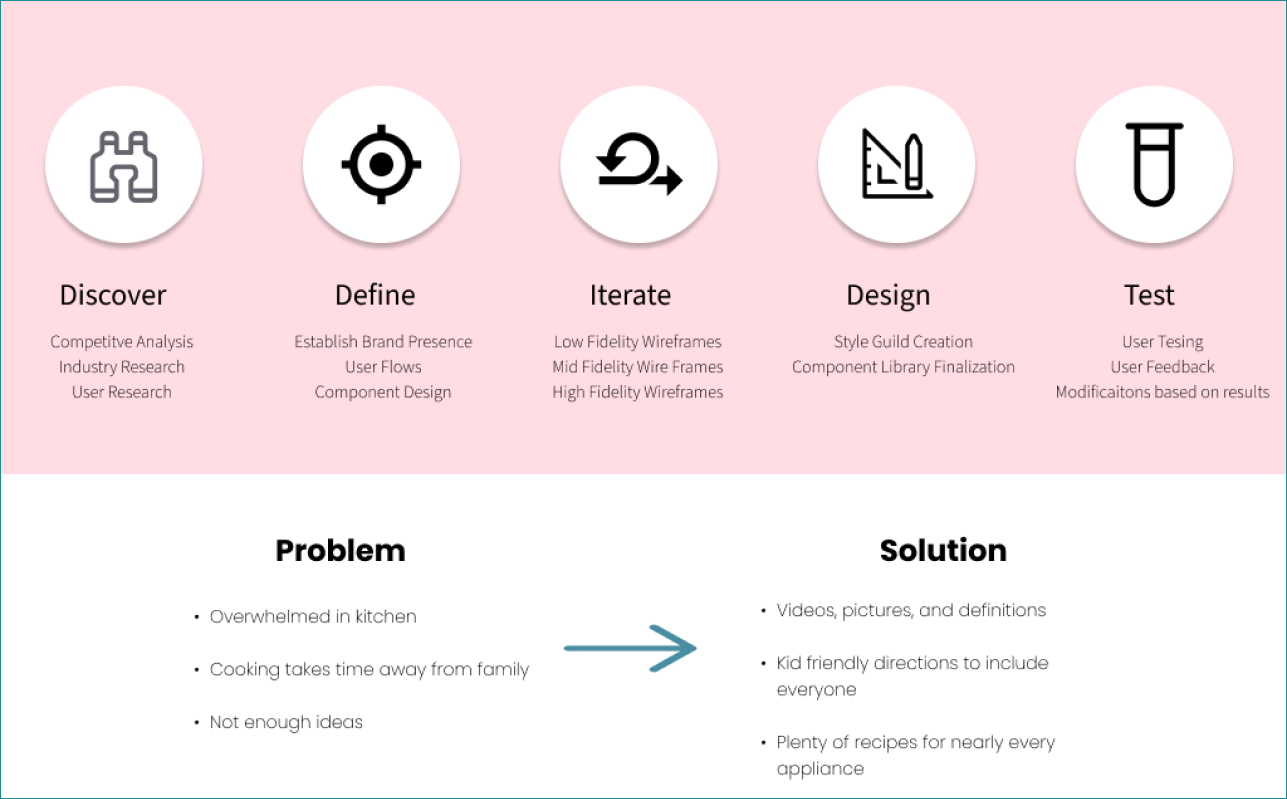 Discover
Competitve Analysis
Industry Research
User Research
Define
Establish Brand Presence
User Flows
Component Design
Iterate
Low Fidelity Wireframes
Mid Fidelity Wire Frames
High Fidelity Wireframes
Design
Style Guild Creation
Component Library Finalization
Test
User Tesing
User Feedback
Modificaitons based on results
Problem
• Overwhelmed in kitchen
• Cooking takes time away from family
• Not enough ideas
Solution
• Videos, pictures, and definitions
• Kid friendly directions to include
everyone
• Plenty of recipes for nearly every
appliance